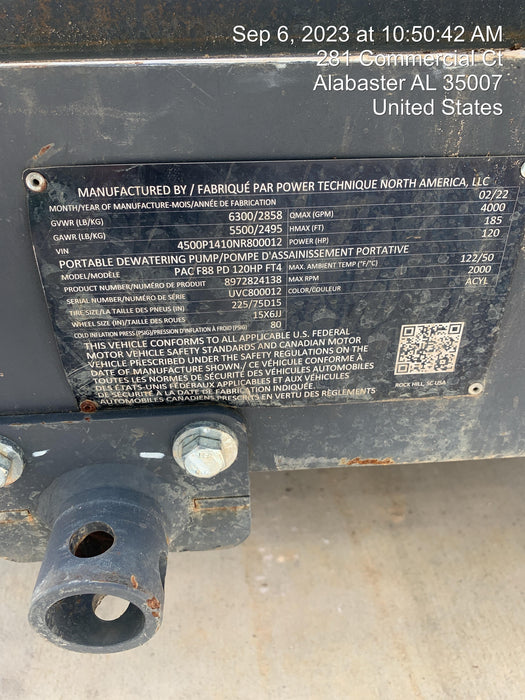 Sep 6, 2023 at 10:50:42 AM
281 Commercial Ct
Alabaster AL 35007
United States
MANUFACTURED BY / FABRIQUÉ PAR POWER TECHNIQUE NORTH AMERICA, LLC
MONTH/YEAR OF MANUFACTURE-MOIS/ANNÉE DE FABRICATION 02/22
GVWR (LB/KG) 6300/2858 QMAX (GPM) 4000
GAWR (LB/KG) 5500/2495 HMAX (FT) 185
VIN 4500P1410NR800012 POWER (HP) 120
PORTABLE DEWATERING PUMP/POMPE D'ASSAINISSEMENT PORTATIVE
MODEL/MODÈLE PAC F88 PD 120HP FT4 MAX. AMBIENT TEMP (°F/°C) 122/50
PRODUCT NUMBER/NUMÉRO DE PRODUIT 8972824138 MAX RPM 2000
SERIAL NUMBER/NUMÉRO DE SÉRIE UVC800012 COLOR/COULEUR ACYL
TIRE SIZE/LA TAILLE DES PNEUS (IN) 225/75D15
WHEEL SIZE (IN)/TAILLE DES ROUES 15X6JJ
COLD INFLATION PRESS (PSIG)/PRESSION D'INFLATION À FROID (PSIG) 80
THIS VEHICLE CONFORMS TO ALL APPLICABLE U.S. FEDERAL
MOTOR VEHICLE SAFETY STANDARDS AND CANADIAN MOTOR
VEHICLE PRESCRIBED UNDER THE SAFETY REGULATIONS ON THE
DATE OF MANUFACTURE SHOWN./ CE VÉHICULE CONFORME À
TOUTES LES NORMES DE SÉCURITÉ DES VÉHICULES AUTOMOBILES
DES ÉTATS-UNIS FÉDÉRAUX APPLICABLES ET AUX VÉHICULES
DE SÉCURITÉ À LA DATE DE FABRICATION INDIQUÉE.
AUTOMOBILES CANADIENS PRESCRITS EN VERTU DES RÈGLEMENTS
ROCK HILL, SC USA